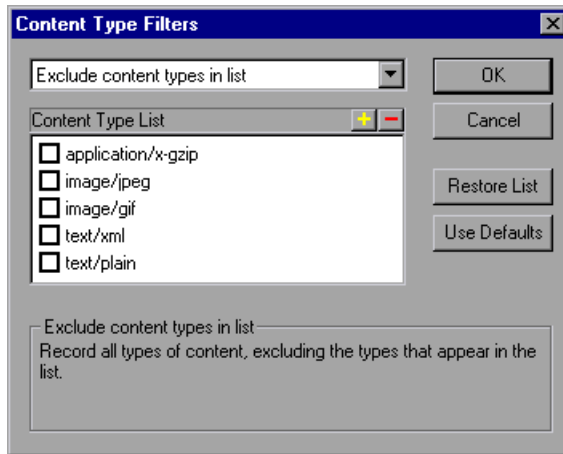 Content Type Filters
Exclude content types in list
OK
Content Type List
Cancel
application/x-gzip
image/jpeg
Restore List
image/gif
text/xml
Use Defaults
text/plain
Exclude content types in list
Record all types of content, excluding the types that appear in the
list.